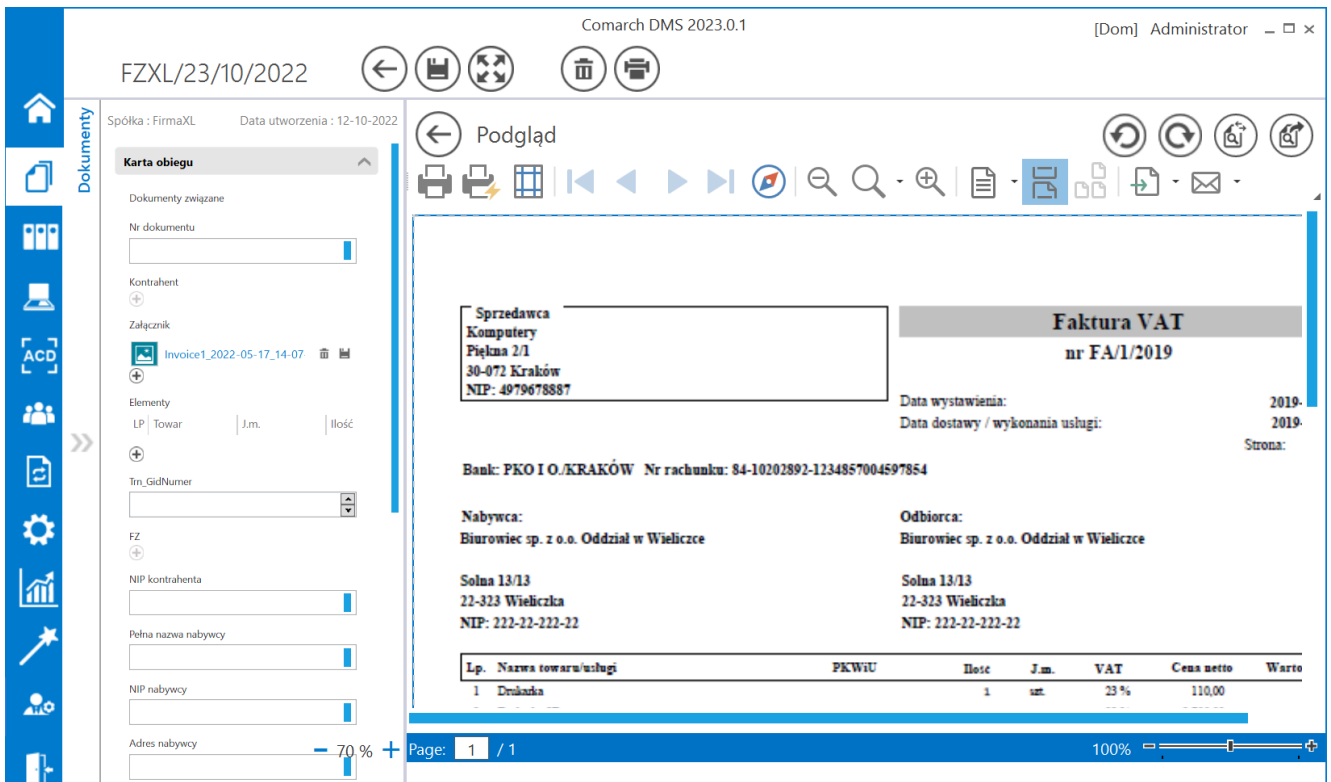 Comarch DMS 2023.0.1
[Dom] Administrator
FZXL/23/10/2022
Dokumenty
ACD
Spółka : FirmaXL Data utworzenia : 12-10-2022
Karta obiegu
Dokumenty związane
Nr dokumentu
Kontrahent
Załącznik
Invoice1_2022-05-17_14-07-
Elementy
LP Towar J.m. Ilość
Trn_GidNumer
FZ
NIP kontrahenta
Pełna nazwa nabywcy
NIP nabywcy
Adres nabywcy
70 %
Podgląd
Sprzedawca
Komputery
Piękna 2/1
30-072 Kraków
NIP: 4979678887
Faktura VAT
nr FA/1/2019
Data wystawienia: 2019-
Data dostawy / wykonania usługi: 2019-
Strona:
Bank: PKO I O./KRAKÓW Nr rachunku: 84-10202892-1234857004597854
Nabywca:
Biurowiec sp. z o.o. Oddział w Wieliczce
Solna 13/13
22-323 Wieliczka
NIP: 222-22-222-22
Odbiorca:
Biurowiec sp. z o.o. Oddział w Wieliczce
Solna 13/13
22-323 Wieliczka
NIP: 222-22-222-22
Lp. Nazwa towaru/usługi PKWiU Ilosc J.m. VAT Cena netto Warto
1 Drukarka 1 szt. 23 % 110,00
Page: 1 / 1
100%